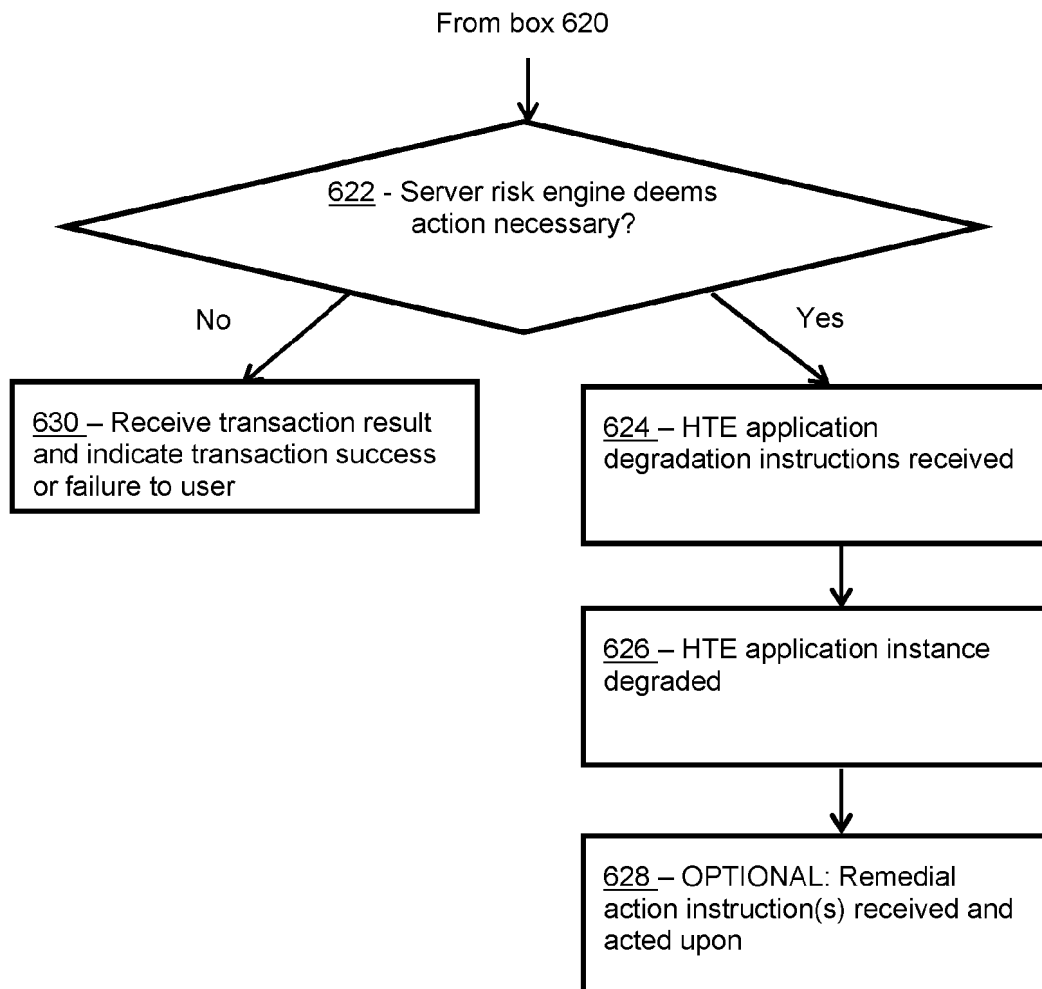 From box 620
622 - Server risk engine deems
action necessary?
No
Yes
630 – Receive transaction result
and indicate transaction success
or failure to user
624 – HTE application
degradation instructions received
626 – HTE application instance
degraded
628 – OPTIONAL: Remedial
action instruction(s) received and
acted upon